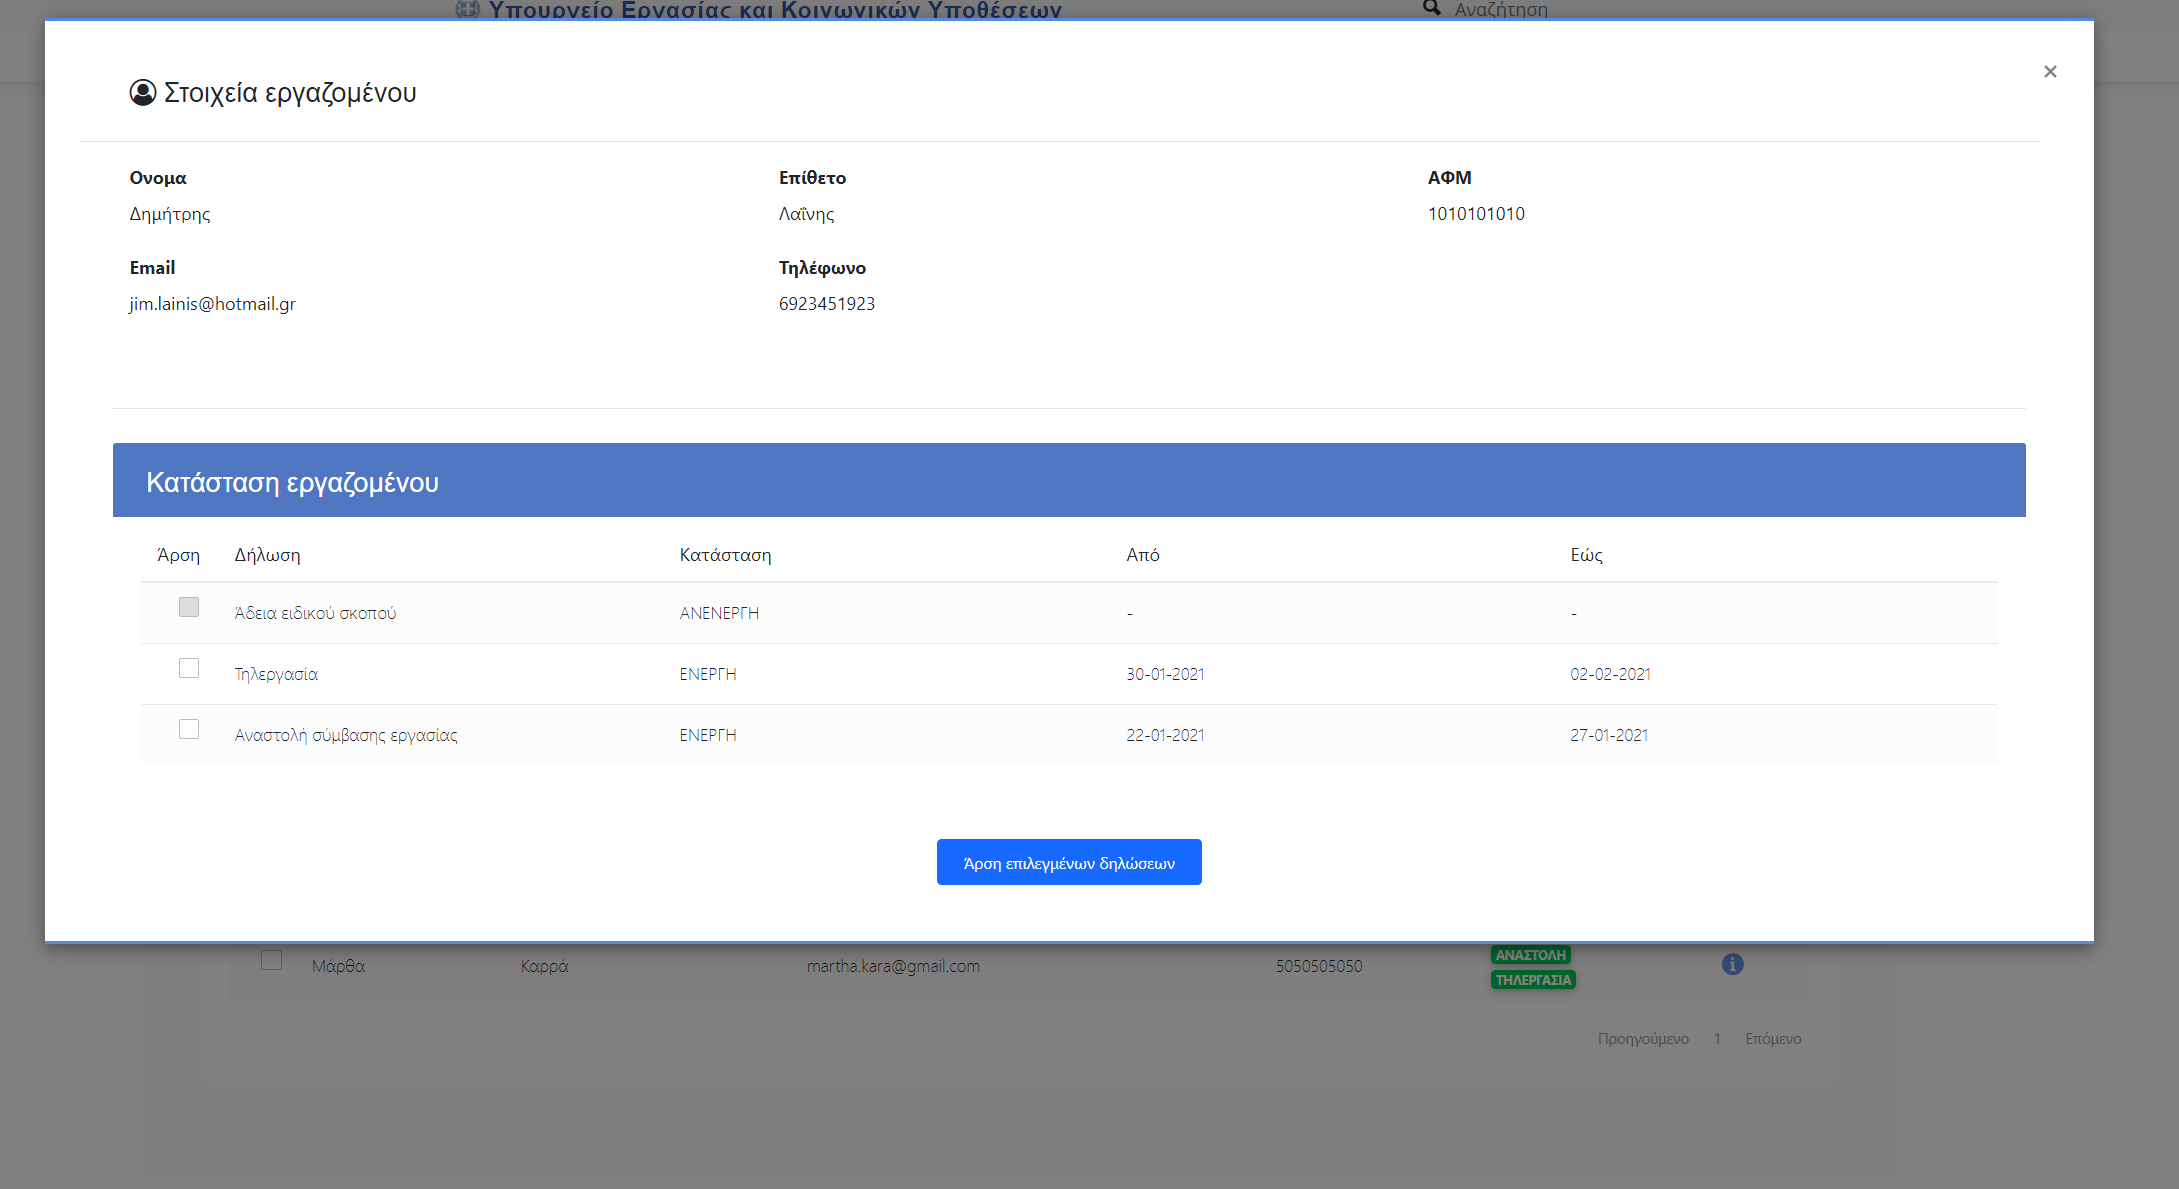 Υπουργείο Εργασίας και Κοινωνικών Υποθέσεων
Αναζήτηση
×
Στοιχεία εργαζομένου
Ονομα Επίθετο ΑΦΜ
Δημήτρης Λαΐνης 1010101010
Email Τηλέφωνο
jim.lainis@hotmail.gr 6923451923
Κατάσταση εργαζομένου
Άρση Δήλωση Κατάσταση Από Εώς
Άδεια ειδικού σκοπού ΑΝΕΝΕΡΓΗ - -
Τηλεργασία ΕΝΕΡΓΗ 30-01-2021 02-02-2021
Αναστολή σύμβασης εργασίας ΕΝΕΡΓΗ 22-01-2021 27-01-2021
Άρση επιλεγμένων δηλώσεων
Μάρθα Καρρά martha.kara@gmail.com 5050505050 ΑΝΑΣΤΟΛΗ
ΤΗΛΕΡΓΑΣΙΑ
Προηγούμενο 1 Επόμενο